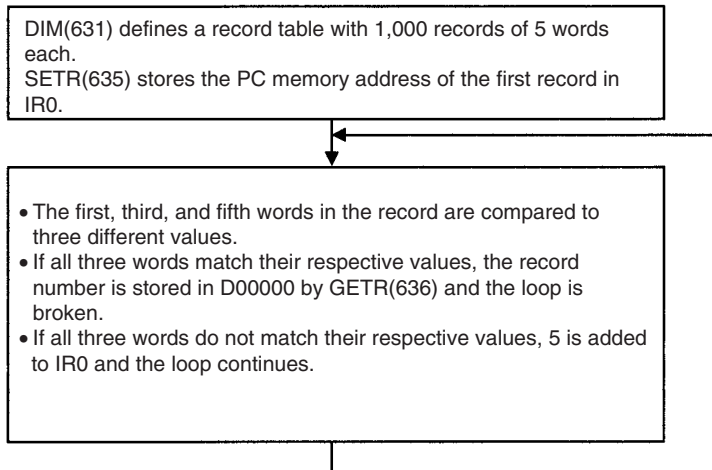 DIM(631) defines a record table with 1,000 records of 5 words
each.
SETR(635) stores the PC memory address of the first record in
IR0.
• The first, third, and fifth words in the record are compared to
three different values.
• If all three words match their respective values, the record
number is stored in D00000 by GETR(636) and the loop is
broken.
• If all three words do not match their respective values, 5 is added
to IR0 and the loop continues.